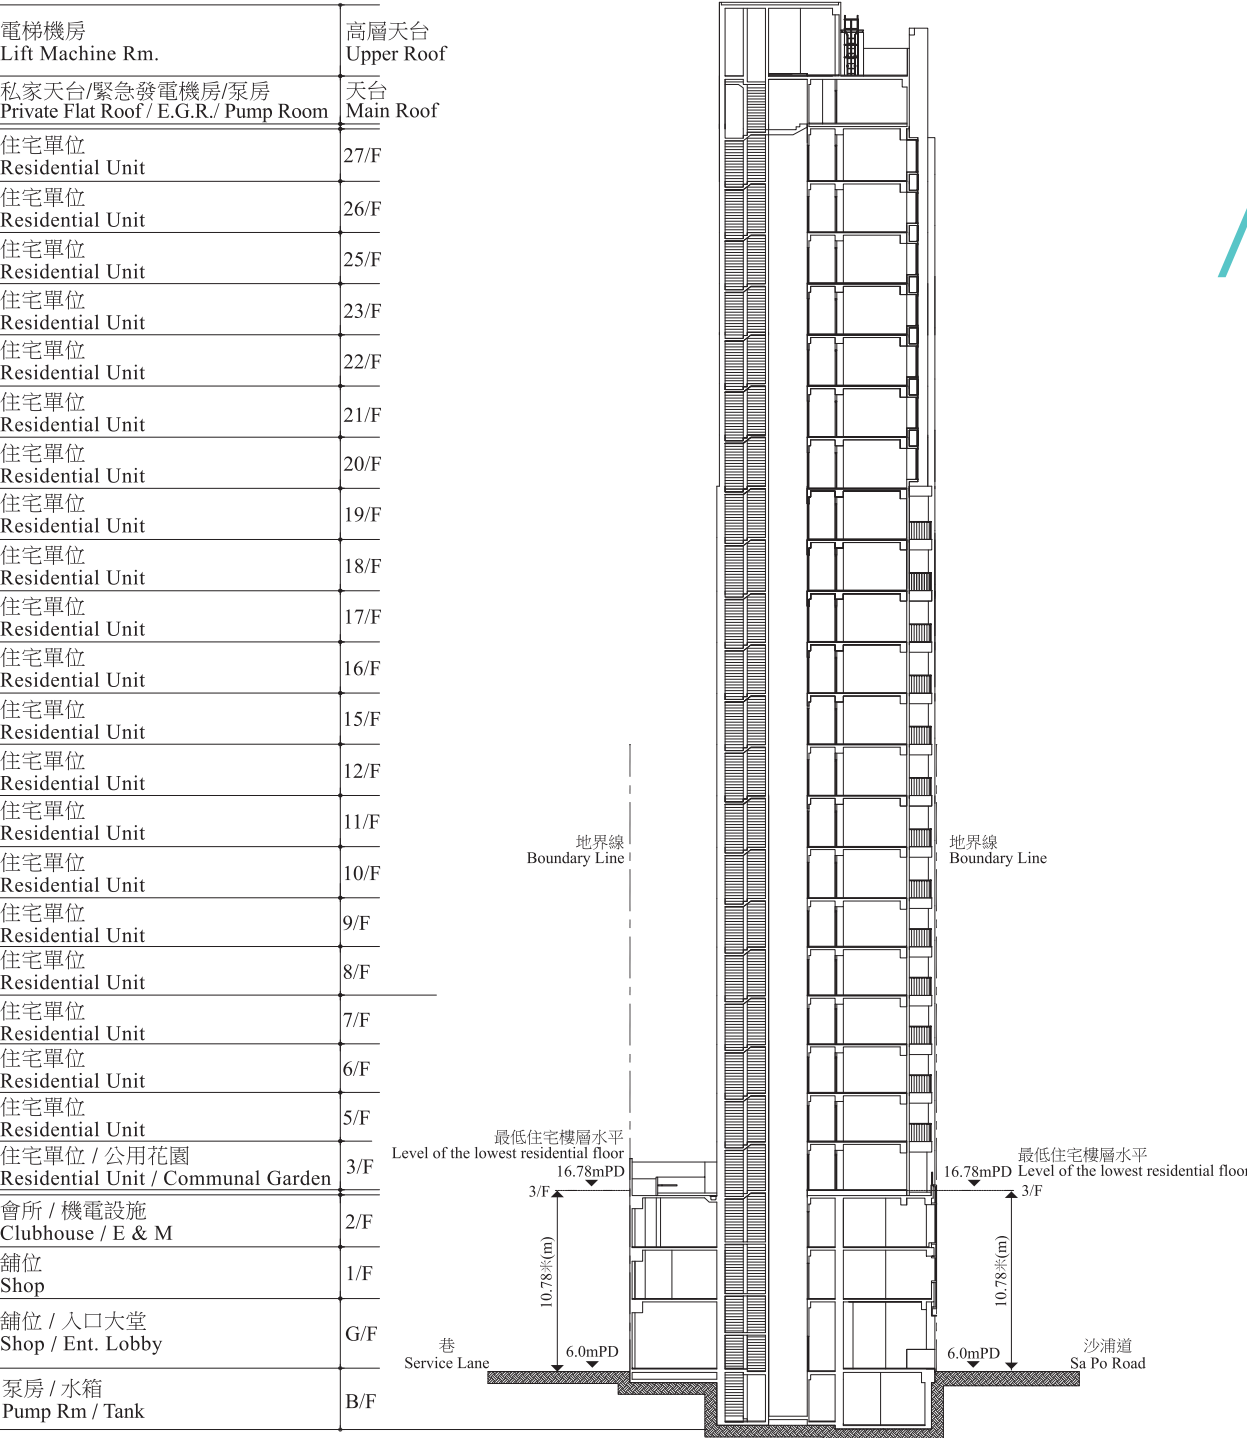 電梯機房
Lift Machine Rm.
高層天台
Upper Roof
私家天台/緊急發電機房/泵房
Private Flat Roof / E.G.R./ Pump Room
天台
Main Roof
住宅單位
Residential Unit
27/F
住宅單位
Residential Unit
26/F
住宅單位
Residential Unit
25/F
住宅單位
Residential Unit
23/F
住宅單位
Residential Unit
22/F
住宅單位
Residential Unit
21/F
住宅單位
Residential Unit
20/F
住宅單位
Residential Unit
19/F
住宅單位
Residential Unit
18/F
住宅單位
Residential Unit
17/F
住宅單位
Residential Unit
16/F
住宅單位
Residential Unit
15/F
住宅單位
Residential Unit
12/F
住宅單位
Residential Unit
11/F
住宅單位
Residential Unit
10/F
住宅單位
Residential Unit
9/F
住宅單位
Residential Unit
8/F
住宅單位
Residential Unit
7/F
住宅單位
Residential Unit
6/F
住宅單位
Residential Unit
5/F
住宅單位 / 公用花園
Residential Unit / Communal Garden
3/F
會所 / 機電設施
Clubhouse / E & M
2/F
舖位
Shop
1/F
舖位 / 入口大堂
Shop / Ent. Lobby
G/F
泵房 / 水箱
Pump Rm / Tank
B/F
地界線
Boundary Line
地界線
Boundary Line
最低住宅樓層水平
Level of the lowest residential floor
16.78mPD
3/F
10.78米(m)
6.0mPD
巷
Service Lane
最低住宅樓層水平
16.78mPD Level of the lowest residential floor
3/F
10.78米(m)
6.0mPD
沙浦道
Sa Po Road